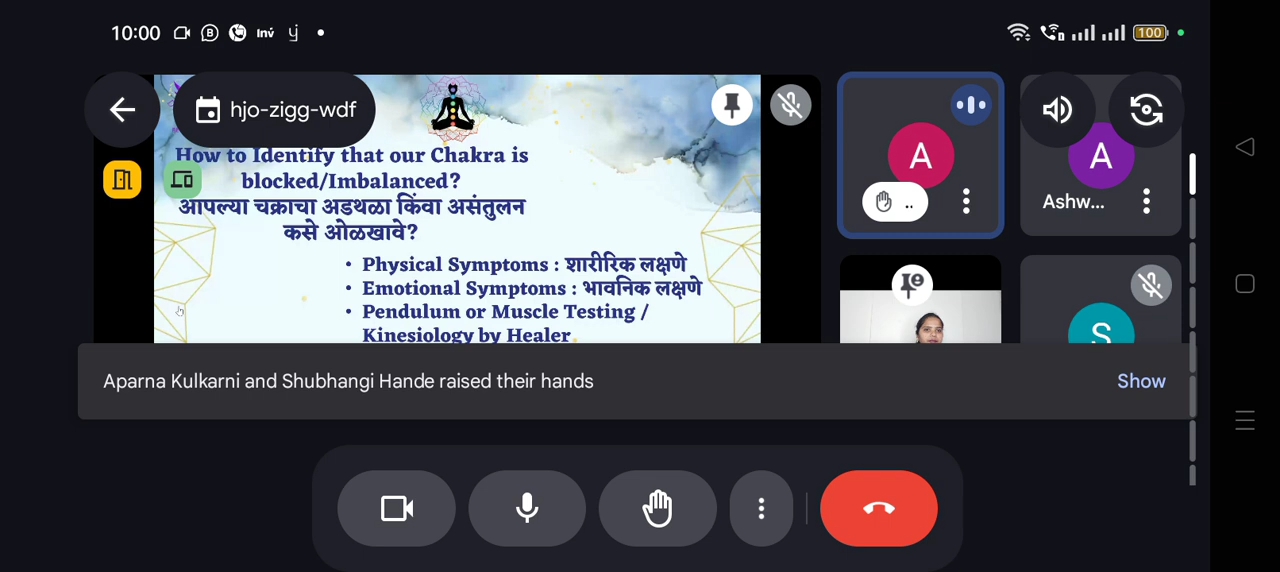 10:00
Inv
100
hjo-zigg-wdf
How to Identify that our Chakra is
blocked/Imbalanced?
आपल्या चक्राचा अडथळा किंवा असंतुलन
कसे ओळखावे?
• Physical Symptoms : शारीरिक लक्षणे
• Emotional Symptoms : भावनिक लक्षणे
• Pendulum or Muscle Testing /
Kinesiology by Healer
A
..
A
Ashw...
S
Aparna Kulkarni and Shubhangi Hande raised their hands
Show